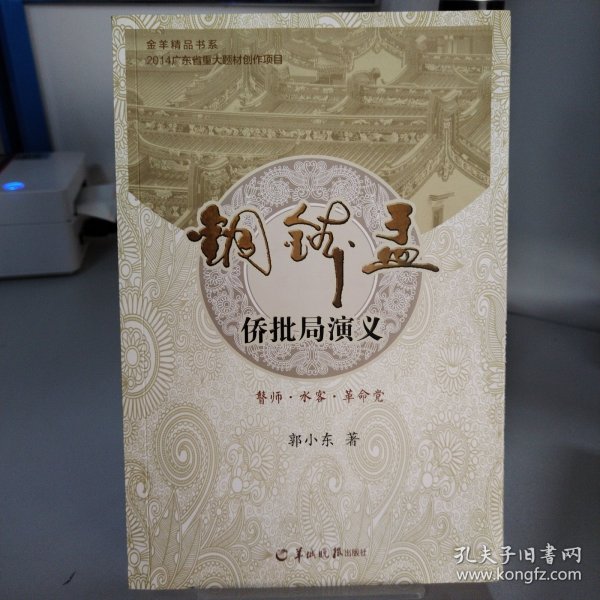 金羊精品书系
2014广东省重大题材创作项目
铜钵盂
侨批局演义
督师·水客·革命党
郭小东 著
羊城晚报出版社
孔夫子旧书网
www.kongfz.com